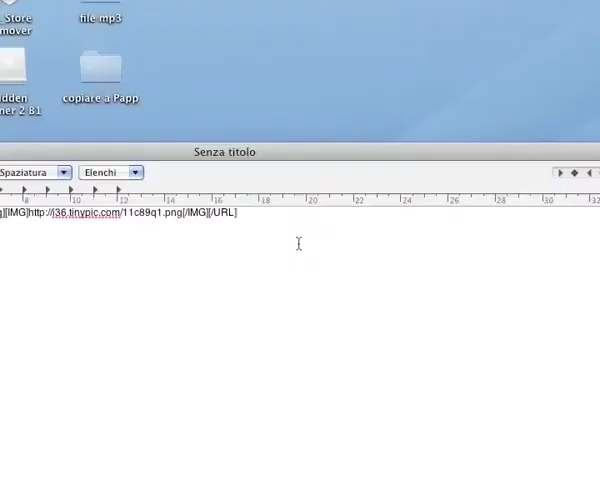 _Store
mover
file mp3
idden
ner 2 B1
copiare a Papp
Senza titolo
Spaziatura
Elenchi
8 10 12 14 16 18 20 22 24 26 28 30 32
][IMG]http://i36.tinypic.com/11c89q1.png[/IMG][/URL]